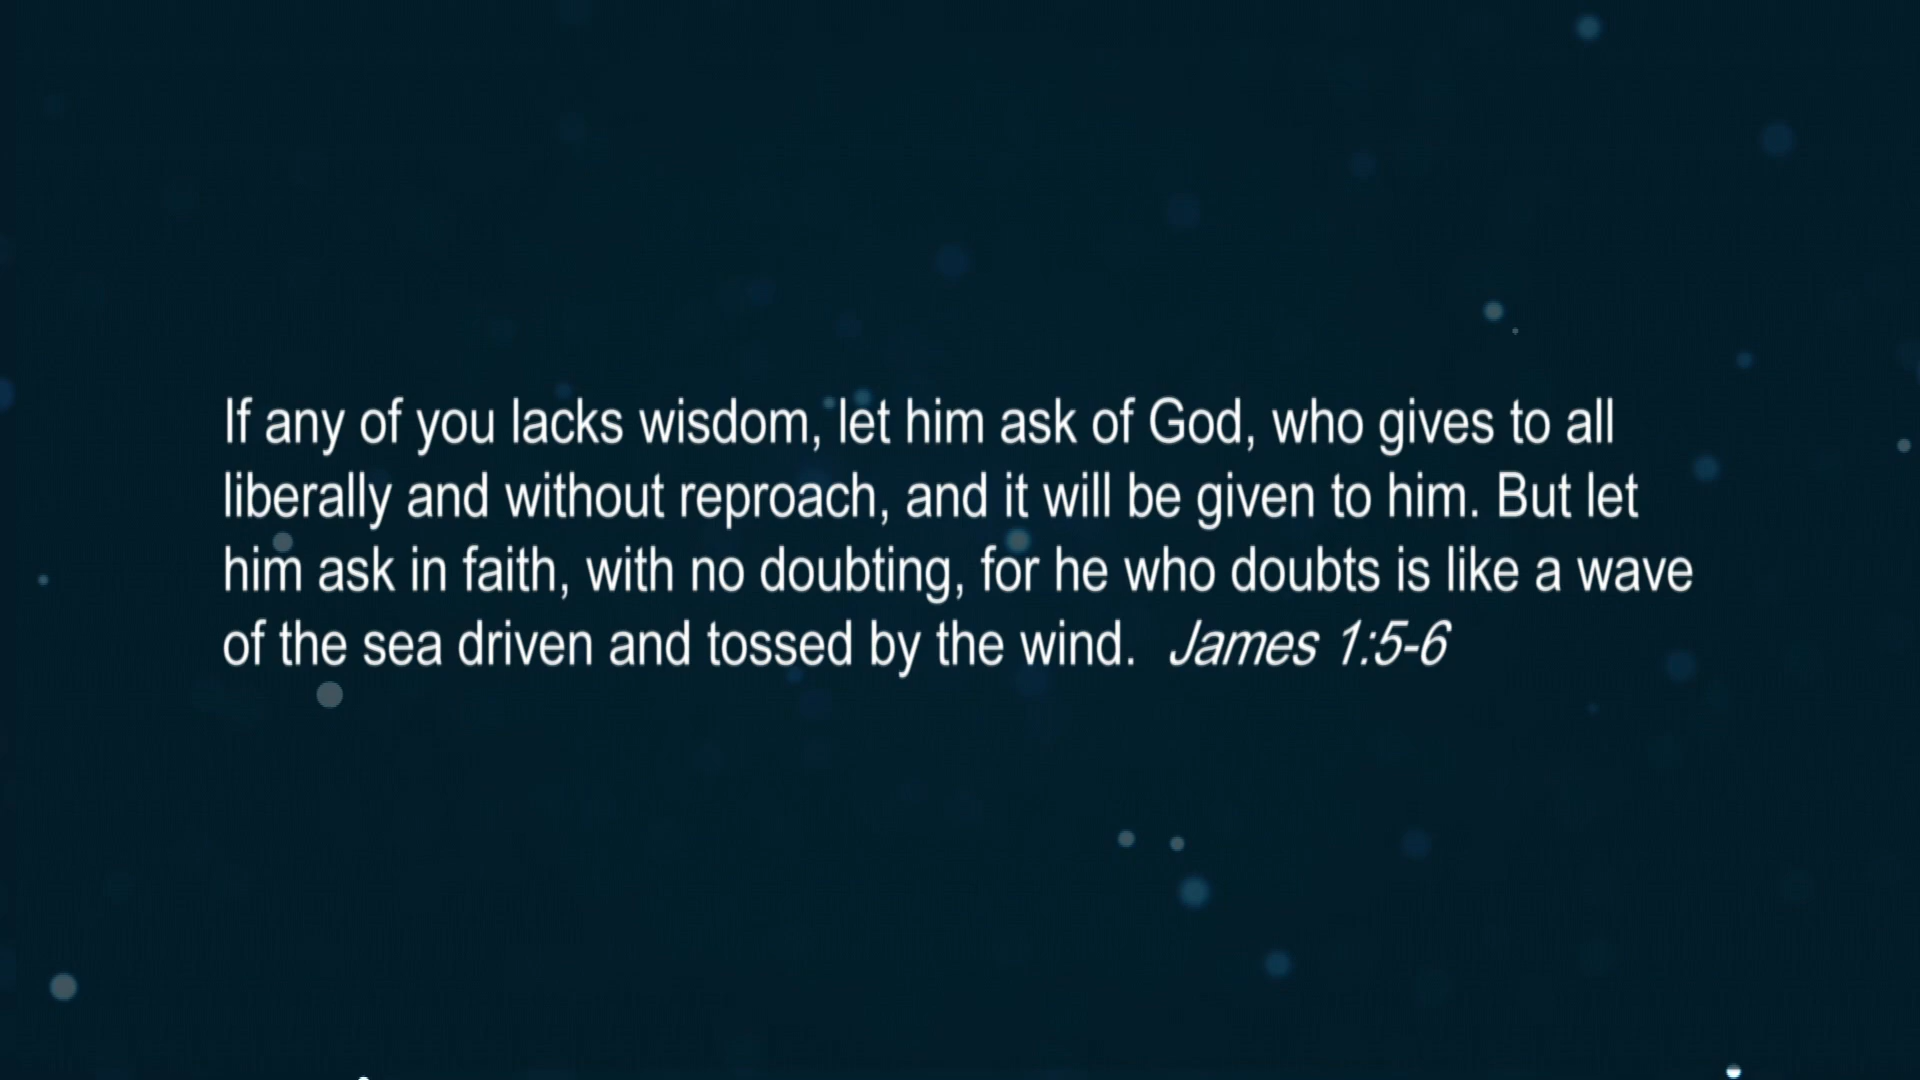 If any of you lacks wisdom, let him ask of God, who gives to all
liberally and without reproach, and it will be given to him. But let
him ask in faith, with no doubting, for he who doubts is like a wave
of the sea driven and tossed by the wind. James 1:5-6